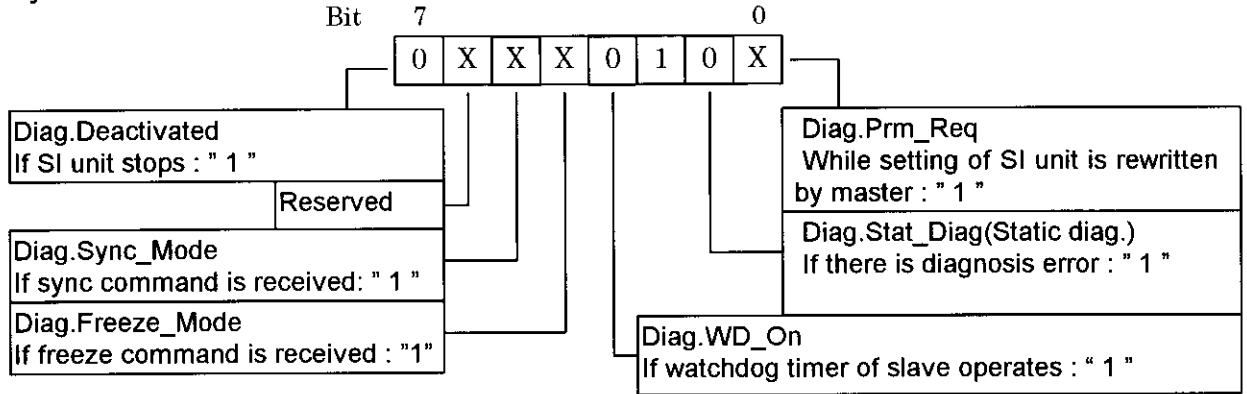 Bit 7 0
0 X X X 0 1 0 X
Diag.Deactivated
If SI unit stops : " 1 "
Reserved
Diag.Sync_Mode
If sync command is received: " 1 "
Diag.Freeze_Mode
If freeze command is received : "1"
Diag.Prm_Req
While setting of SI unit is rewritten
by master : " 1 "
Diag.Stat_Diag(Static diag.)
If there is diagnosis error : " 1 "
Diag.WD_On
If watchdog timer of slave operates : " 1 "